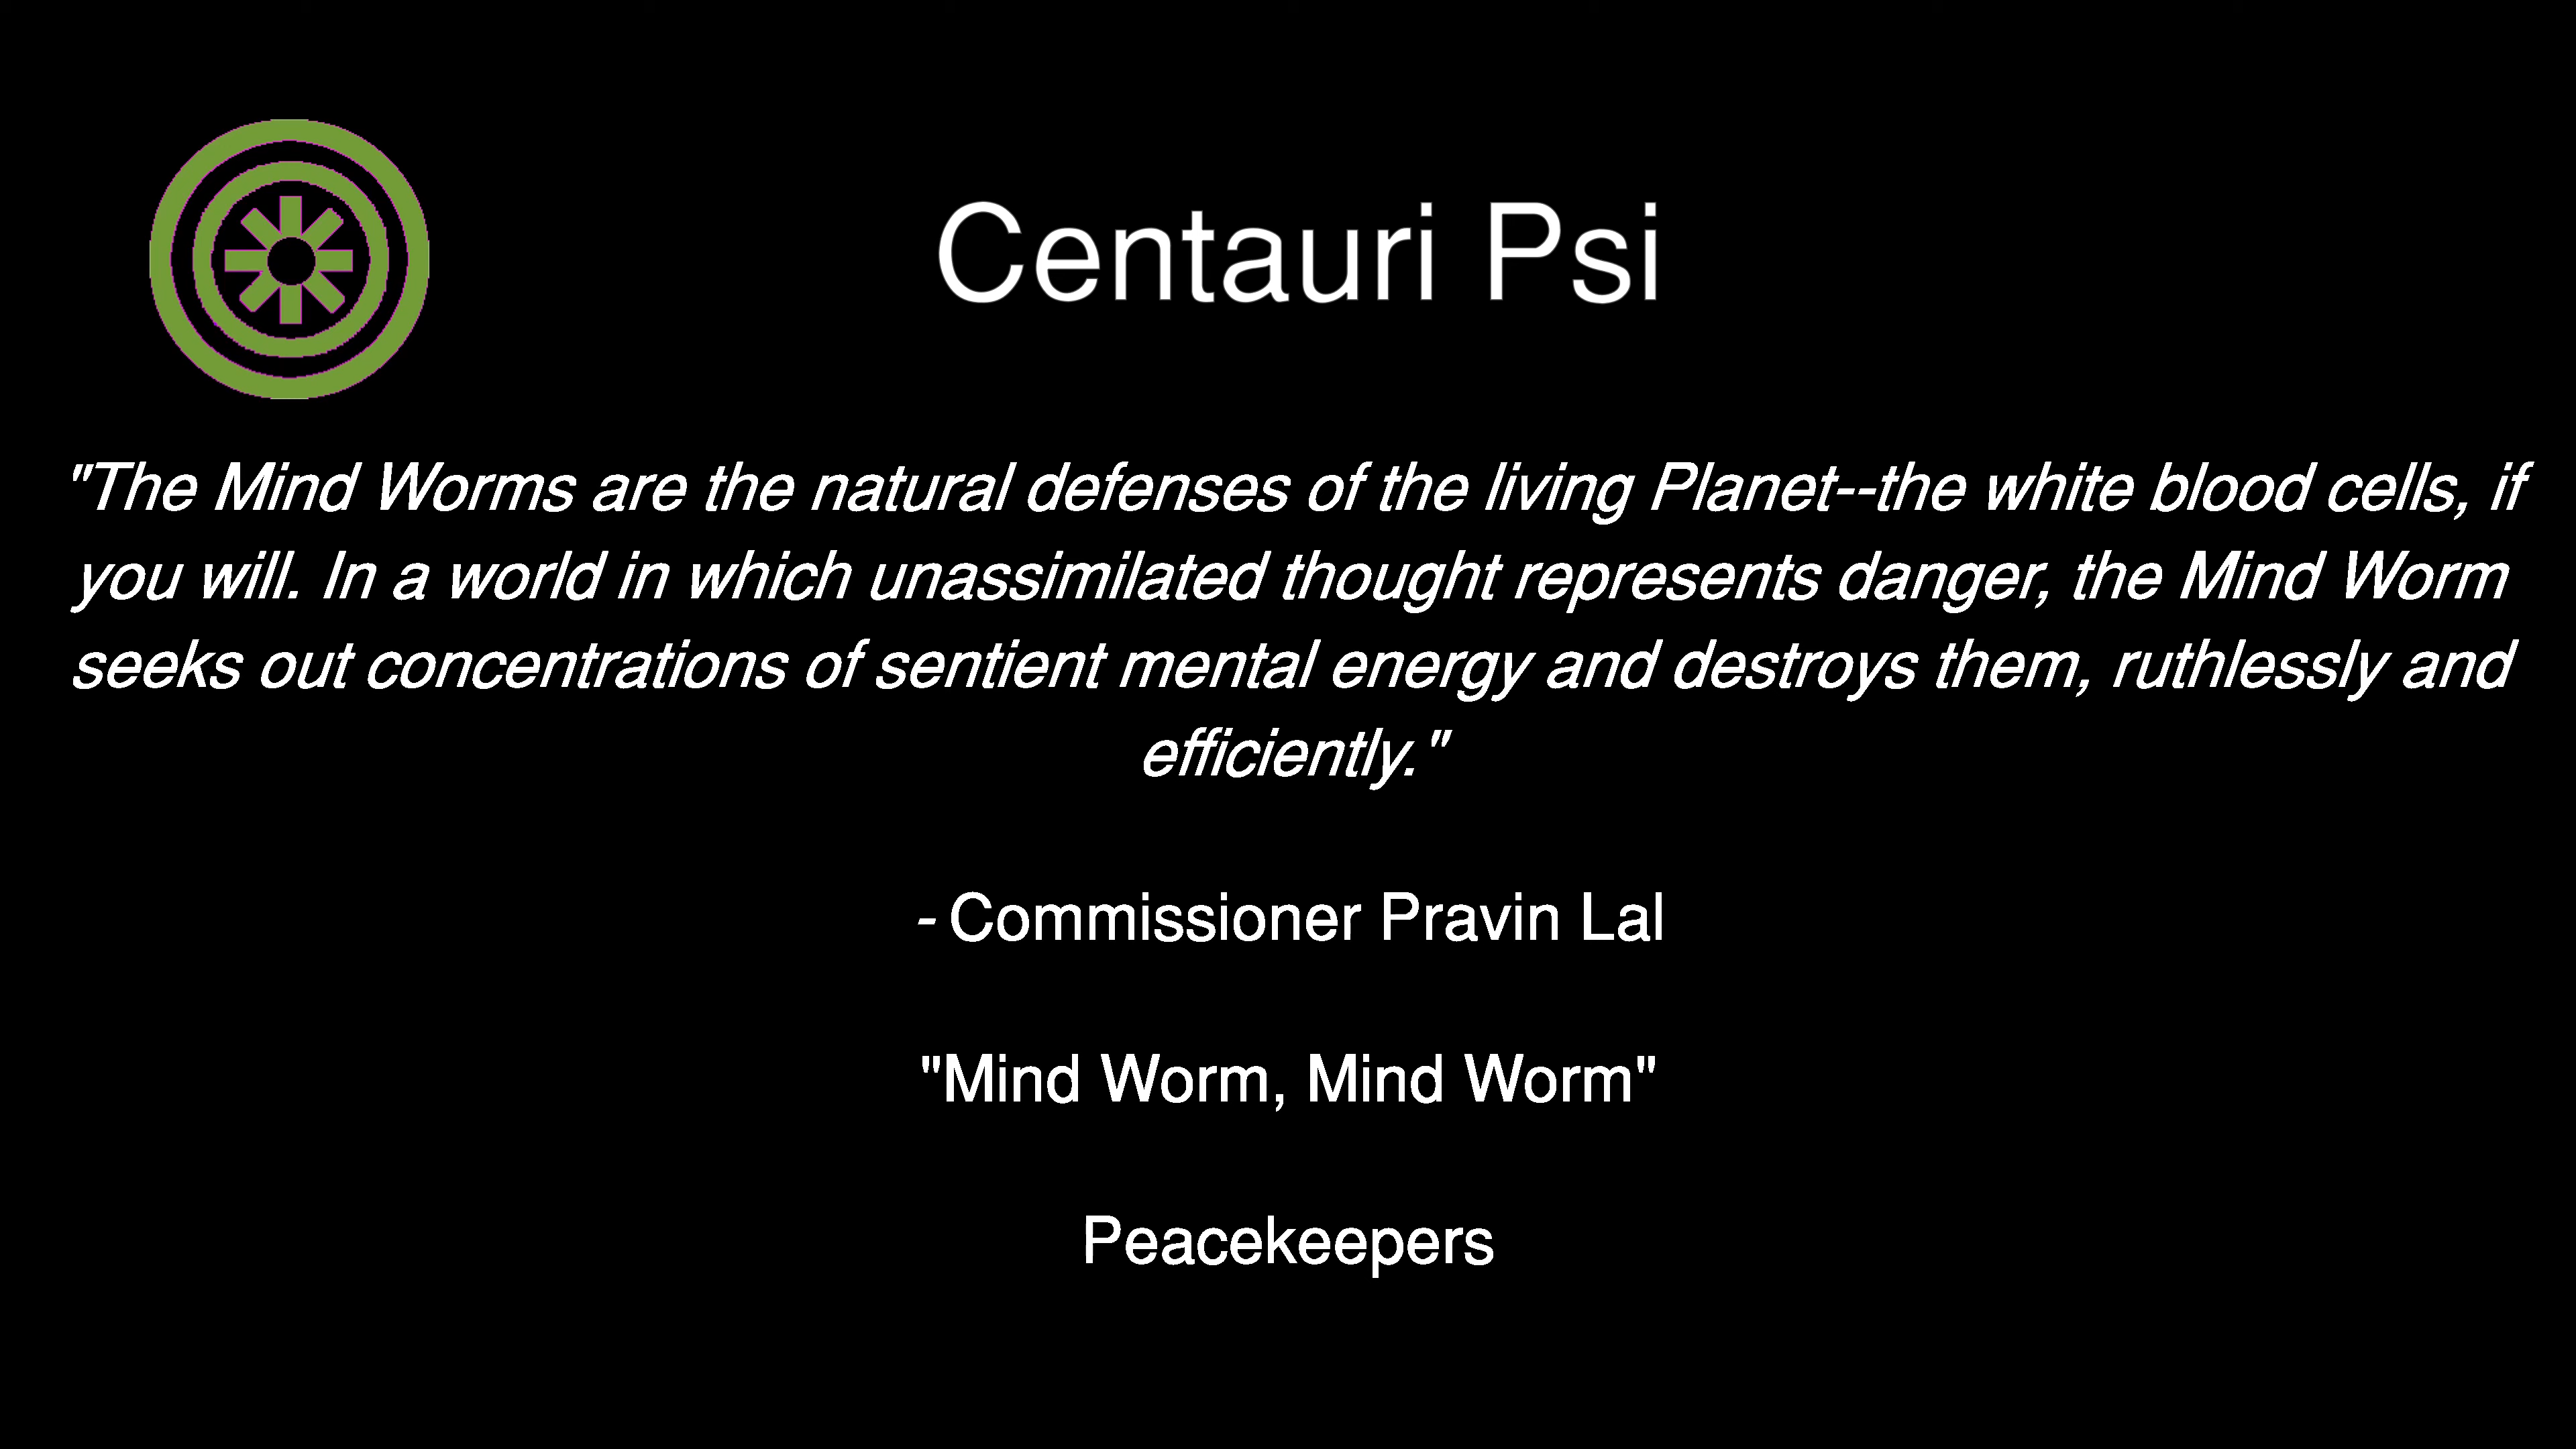 Centauri Psi
"The Mind Worms are the natural defenses of the living Planet--the white blood cells, if
you will. In a world in which unassimilated thought represents danger, the Mind Worm
seeks out concentrations of sentient mental energy and destroys them, ruthlessly and
efficiently."
- Commissioner Pravin Lal
"Mind Worm, Mind Worm"
Peacekeepers